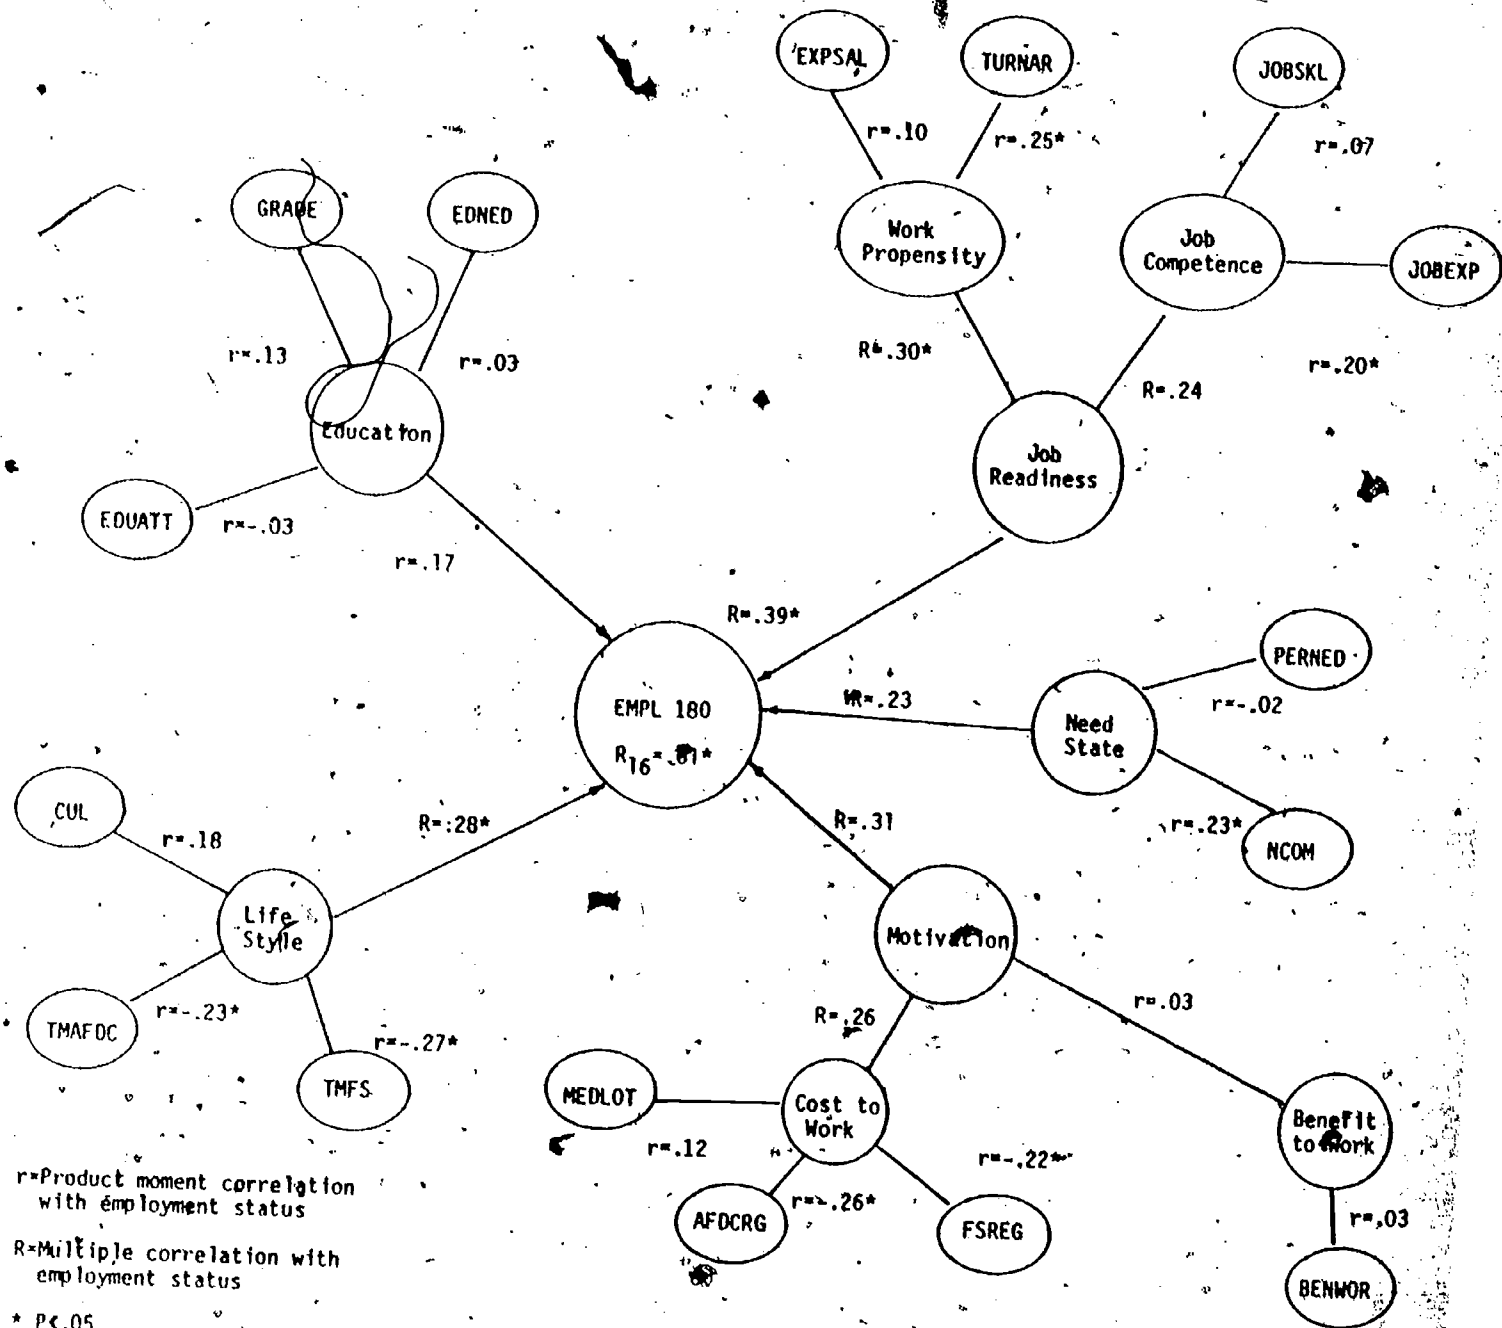 EXPSAL
TURNAR
JOBSKL
r=.10
r=.25*
r=.07
GRADE
EDNED
Work
Propensity
Job
Competence
JOBEXP
r=.13
r=.03
R=.30*
r=.20*
R=.24
Education
Job
Readiness
EDUATT
r=-.03
r=.17
R=.39*
PERNED
EMPL 180
R=.23
r=-.02
Need
State
R16=
CUL
r=.18
R=.28*
R=.31
r=.23*
NCOM
Life
Style
Motivation
TMAFDC
r=-.23*
r=-.27*
R=.26
r=.03
TMFS
MEDLOT
Cost to
Work
Benefit
to Work
r=.12
r=-.22*
AFDCRG
r=-.26*
FSREG
r=.03
BENWOR
r=Product moment correlation
with employment status
R=Multiple correlation with
employment status
* P<.05